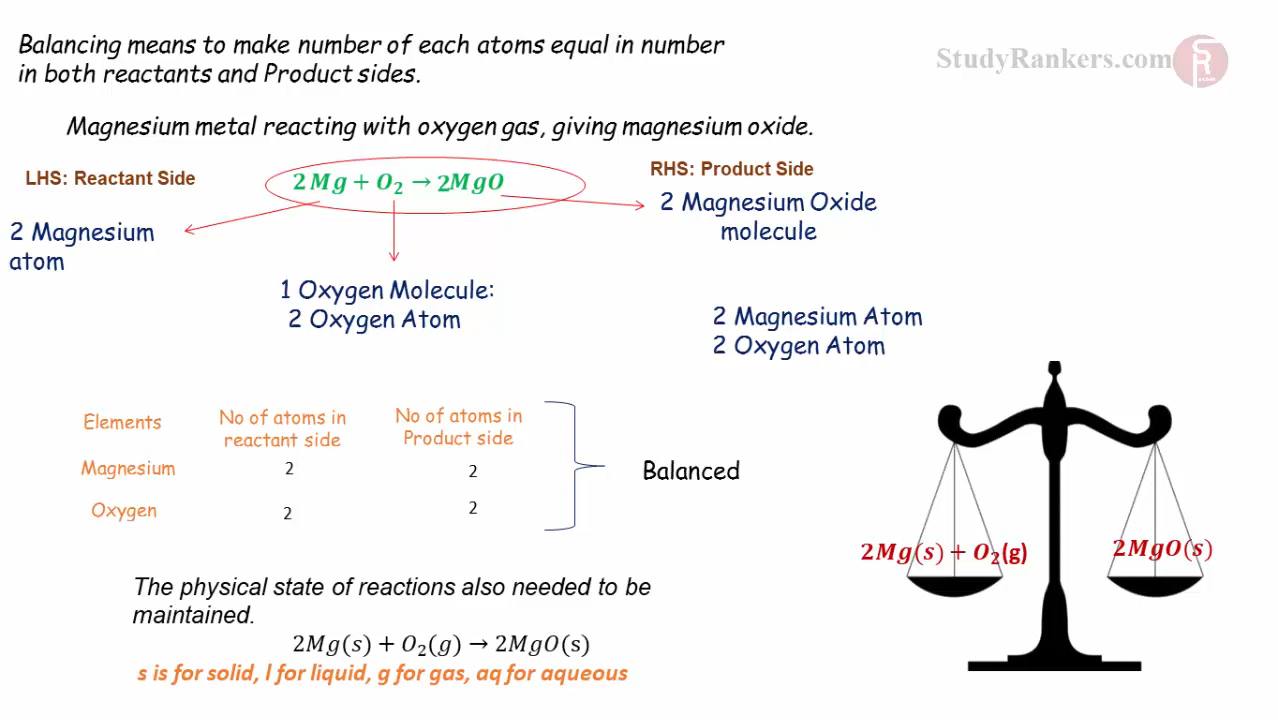 Balancing means to make number of each atoms equal in number
in both reactants and Product sides.
StudyRankers.com
Magnesium metal reacting with oxygen gas, giving magnesium oxide.
LHS: Reactant Side
2Mg + O₂ → 2MgO
RHS: Product Side
2 Magnesium Oxide
molecule
2 Magnesium
atom
1 Oxygen Molecule:
2 Oxygen Atom
2 Magnesium Atom
2 Oxygen Atom
Elements
No of atoms in
reactant side
No of atoms in
Product side
Magnesium
2
2
Oxygen
2
2
Balanced
2Mg(s) + O₂(g)
2MgO(s)
The physical state of reactions also needed to be
maintained.
2Mg(s) + O₂(g) → 2MgO(s)
s is for solid, l for liquid, g for gas, aq for aqueous